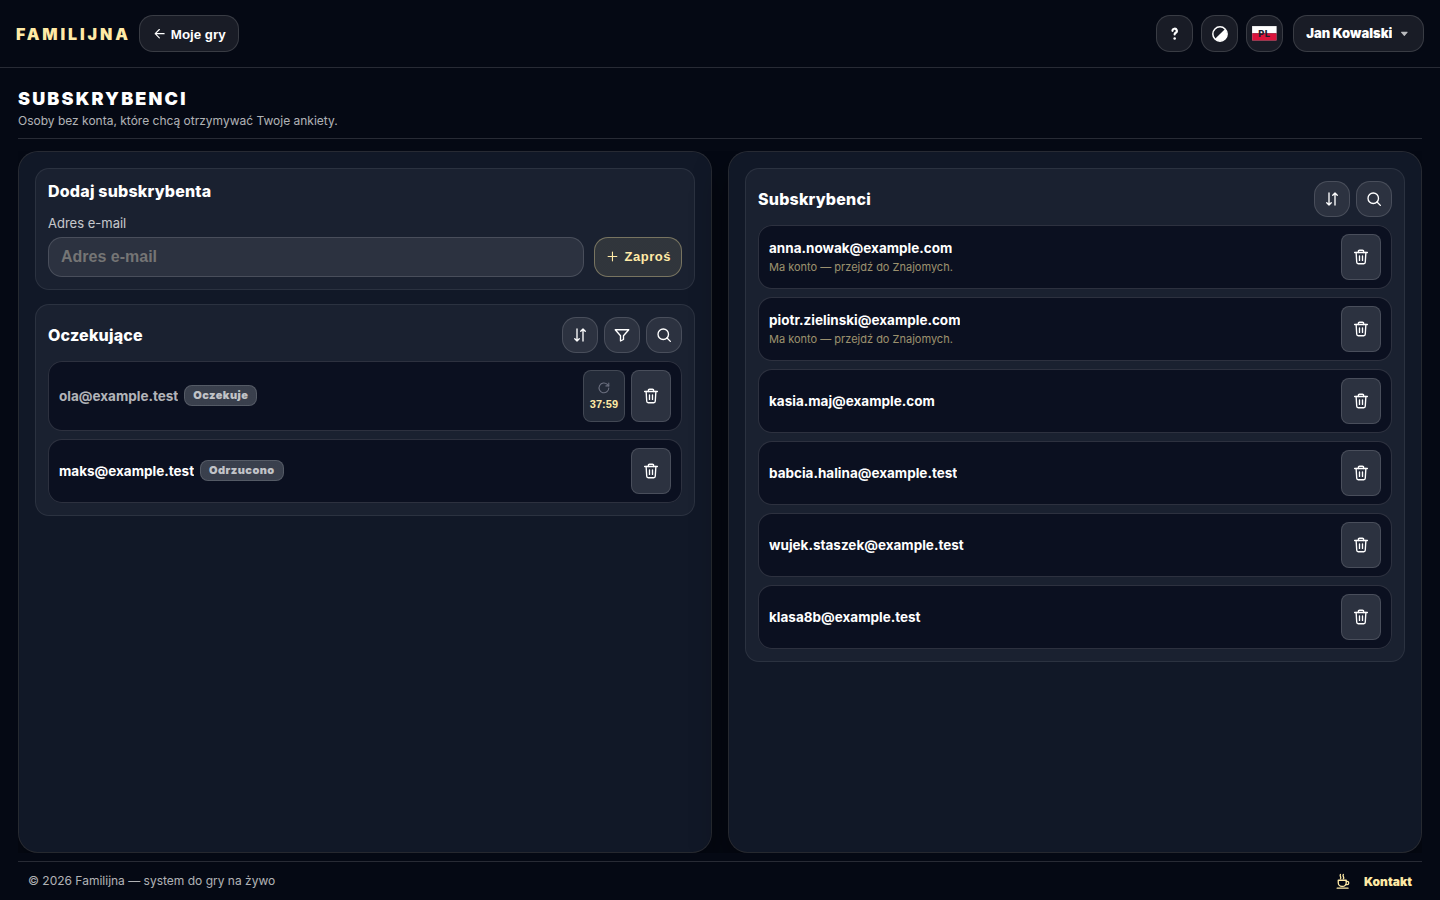 FAMILIJNA
Moje gry
?
PL
Jan Kowalski
SUBSKRYBENCI
Osoby bez konta, które chcą otrzymywać Twoje ankiety.
Dodaj subskrybenta
Adres e-mail
Adres e-mail
Zaproś
Oczekujące
ola@example.test Oczekuje
37:59
maks@example.test Odrzucono
Subskrybenci
anna.nowak@example.com
Ma konto — przejdź do Znajomych.
piotr.zielinski@example.com
Ma konto — przejdź do Znajomych.
kasia.maj@example.com
babcia.halina@example.test
wujek.staszek@example.test
klasa8b@example.test
© 2026 Familijna — system do gry na żywo
Kontakt